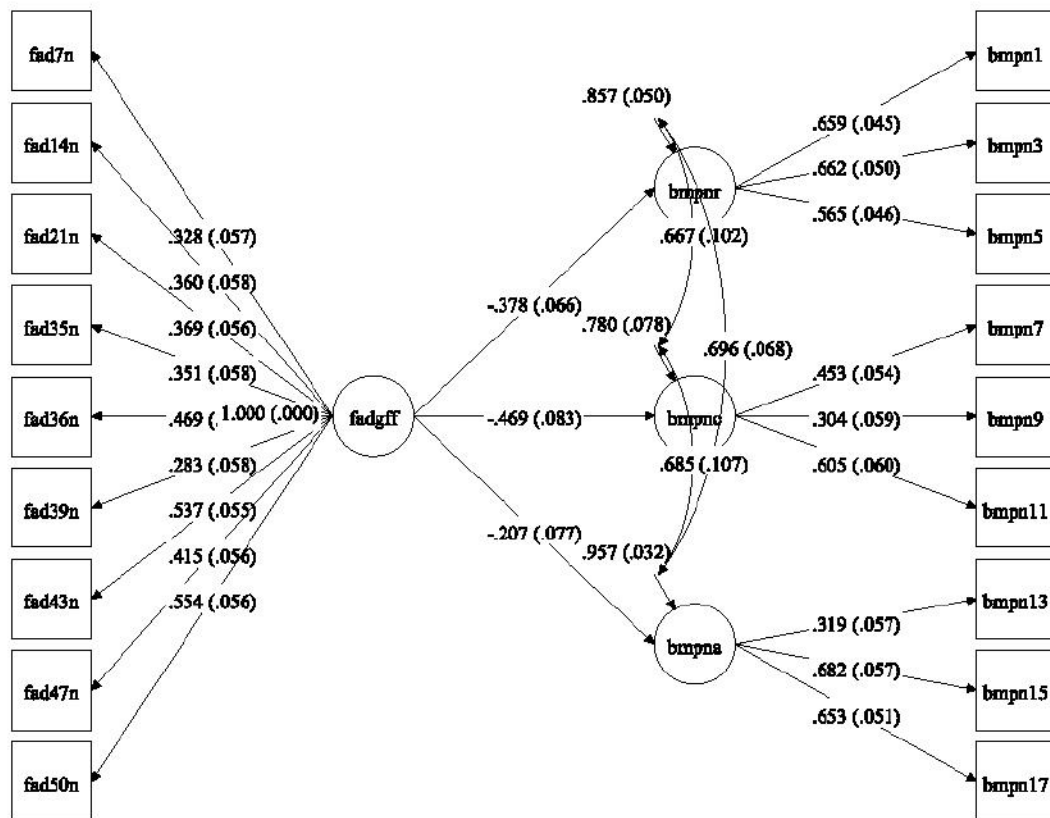 fad7n
fad14n
fad21n
fad35n
fad36n
fad39n
fad43n
fad47n
fad50n
.328 (.057)
.360 (.058)
.369 (.056)
.351 (.058)
.469 (
.283 (.058)
.537 (.055)
.415 (.056)
.554 (.056)
1.000 (.000)
fadgff
-.378 (.066)
-.469 (.083)
-.207 (.077)
.857 (.050)
bmpnr
.667 (.102)
.780 (.078)
.696 (.068)
bmpnc
.685 (.107)
.957 (.032)
bmpna
.659 (.045)
.662 (.050)
.565 (.046)
.453 (.054)
.304 (.059)
.605 (.060)
.319 (.057)
.682 (.057)
.653 (.051)
bmpn1
bmpn3
bmpn5
bmpn7
bmpn9
bmpn11
bmpn13
bmpn15
bmpn17